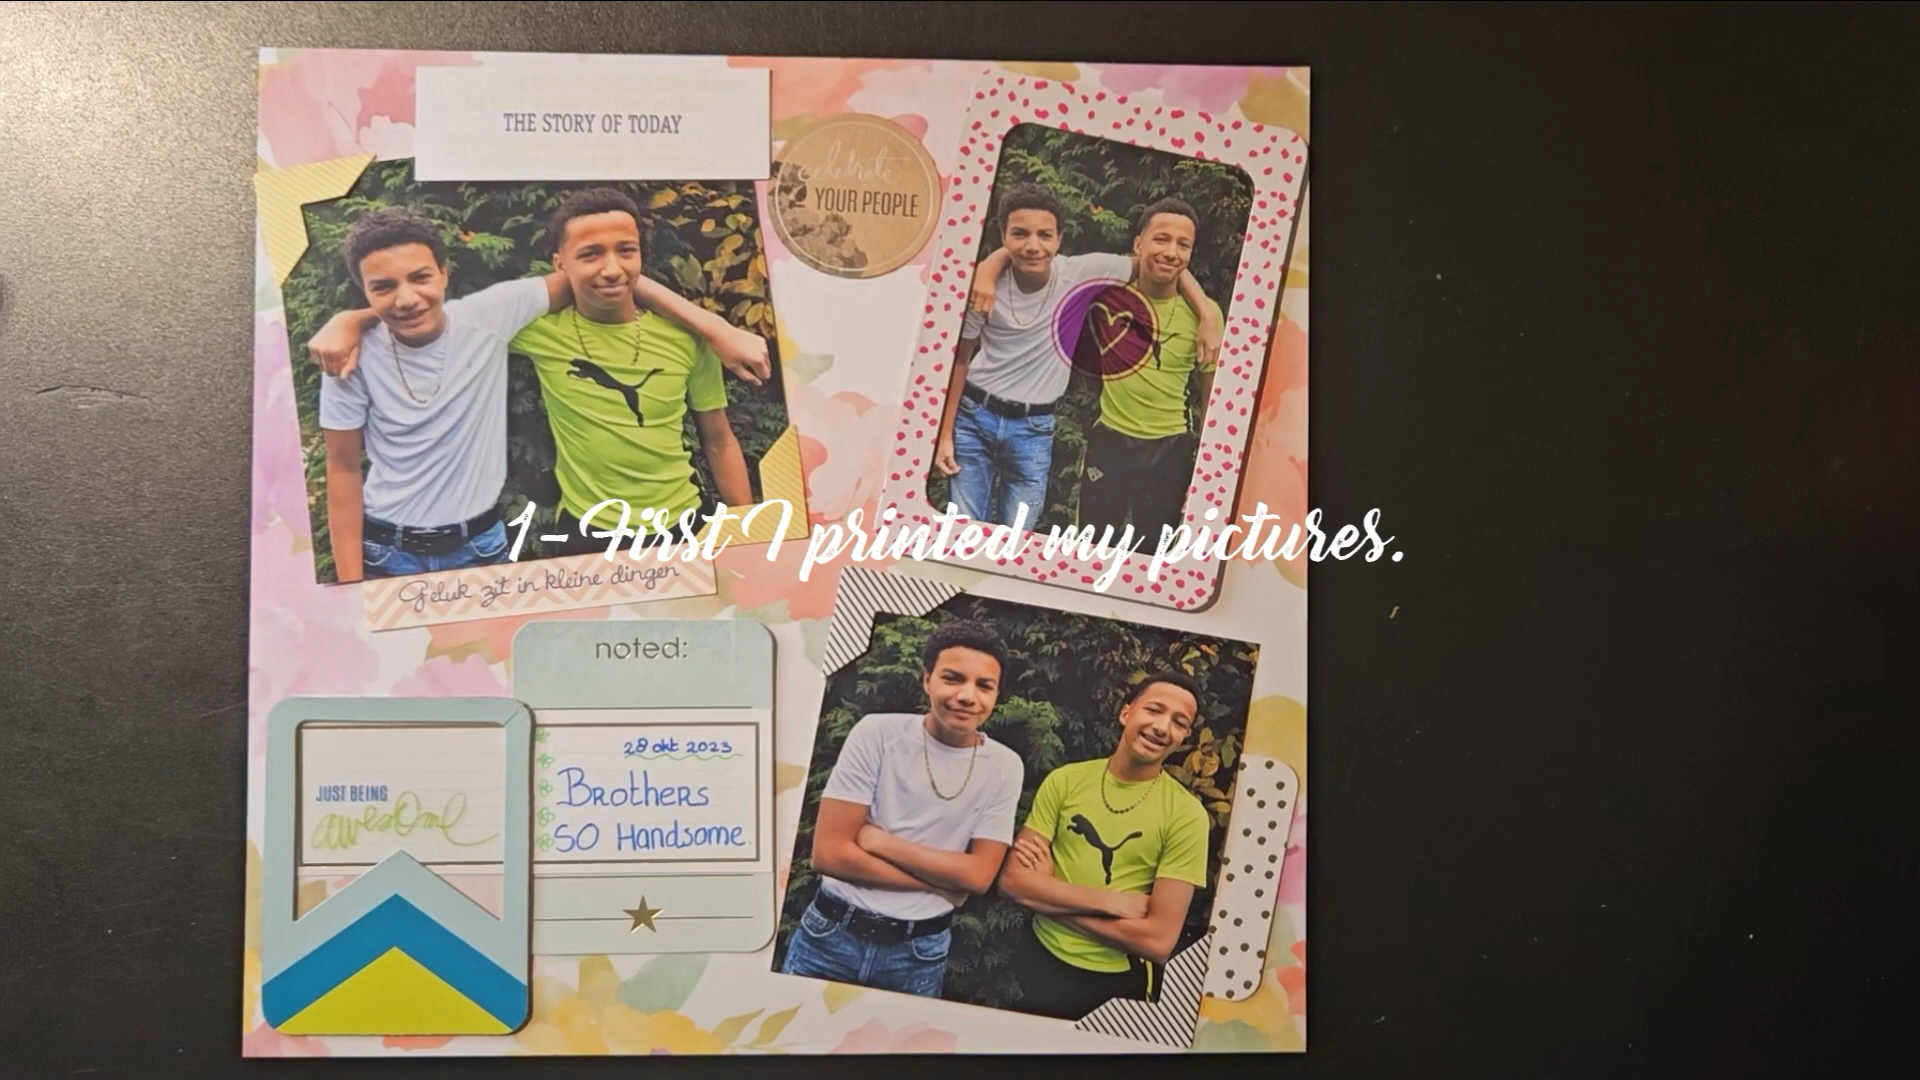 THE STORY OF TODAY
celebrate
YOUR PEOPLE
1-First I printed my pictures.
Geluk zit in kleine dingen
noted:
28 okt 2023
Brothers
SO Handsome
JUST BEING
awesome